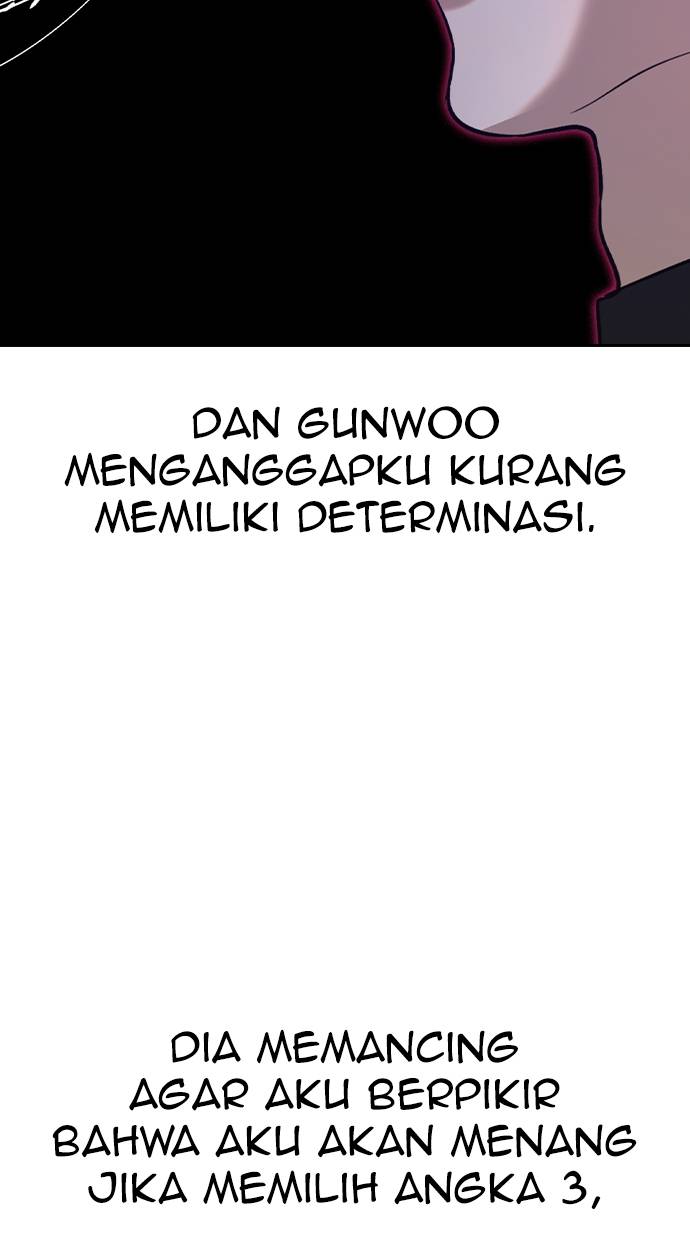 DAN GUNWOO
MENGANGGAPKU KURANG
MEMILIKI DETERMINASI.
DIA MEMANCING
AGAR AKU BERPIKIR
BAHWA AKU AKAN MENANG
JIKA MEMILIH ANGKA 3,